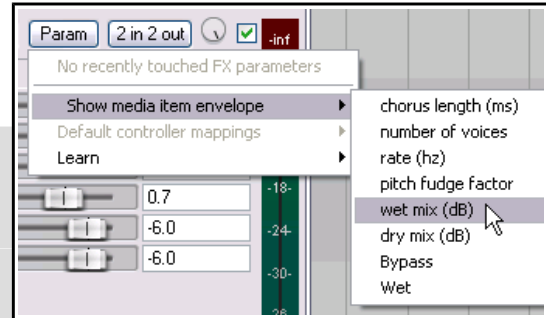 Param 2 in 2 out -inf
No recently touched FX parameters
Show media item envelope
Default controller mappings
Learn
chorus length (ms)
number of voices
rate (hz)
pitch fudge factor
wet mix (dB)
dry mix (dB)
Bypass
Wet
0.7 -18-
-6.0 -24-
-6.0 -30-